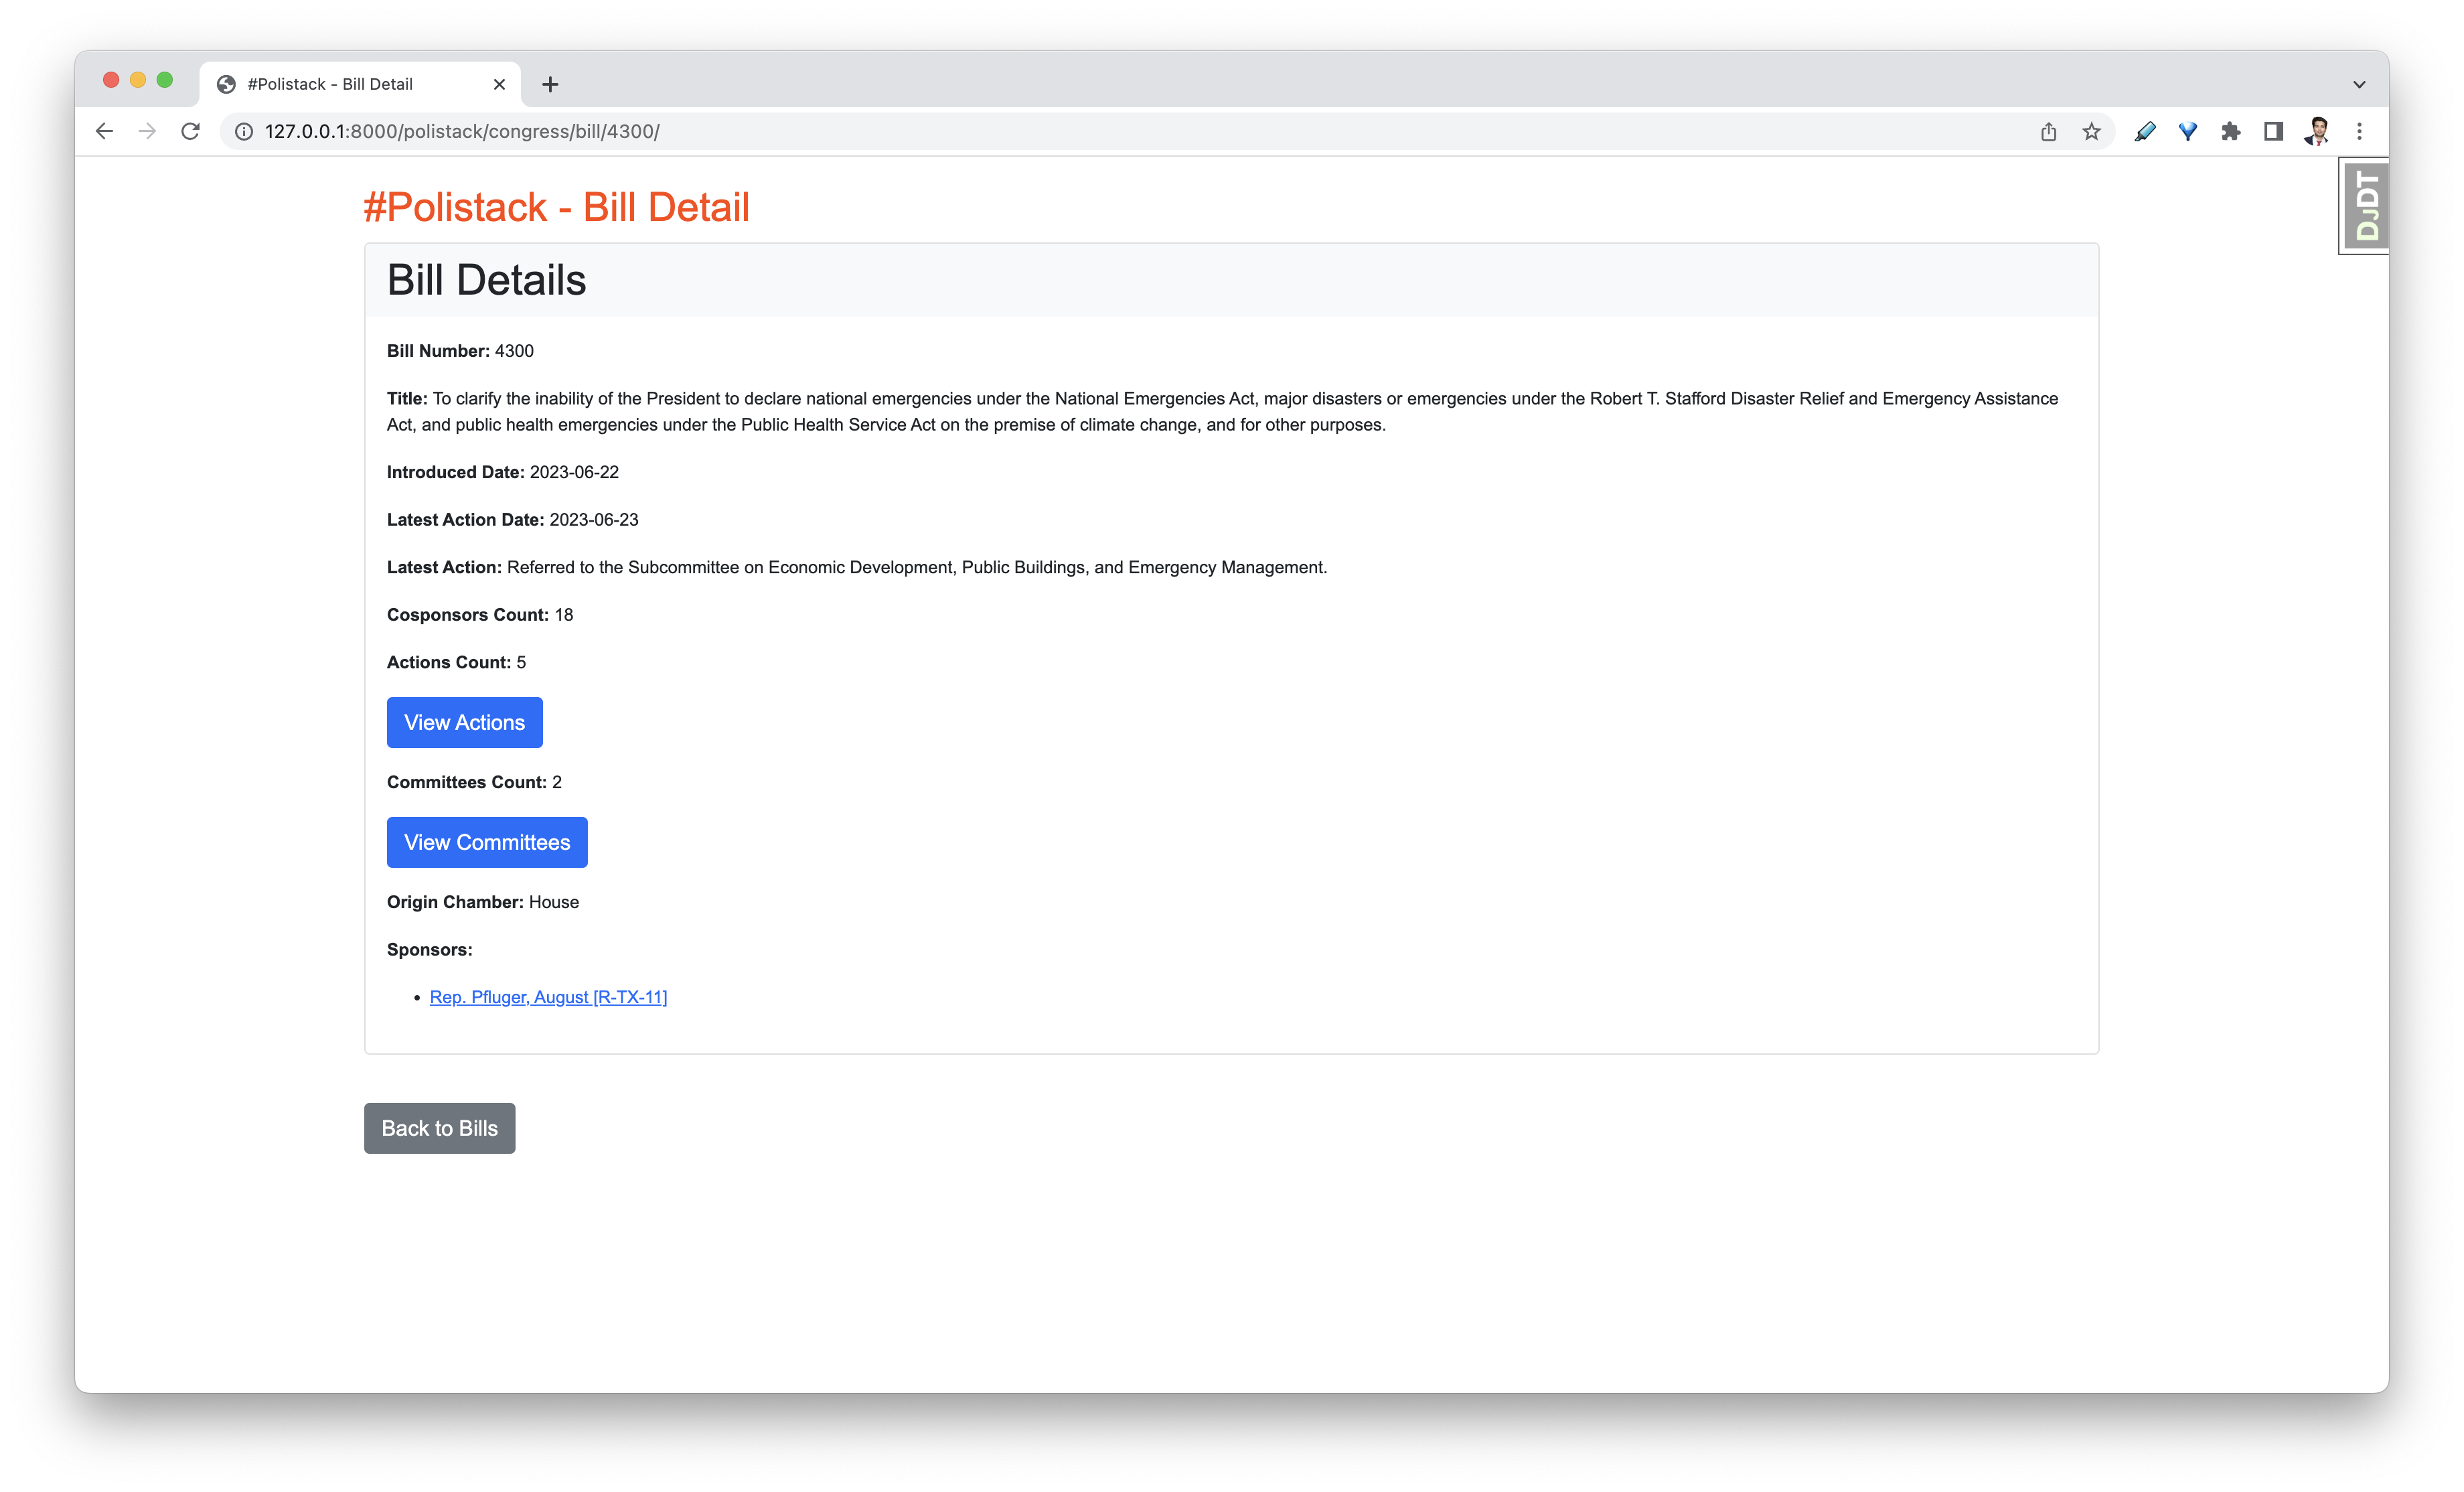 #Polistack - Bill Detail
127.0.0.1:8000/polistack/congress/bill/4300/
DJDT
#Polistack - Bill Detail
Bill Details
Bill Number: 4300
Title: To clarify the inability of the President to declare national emergencies under the National Emergencies Act, major disasters or emergencies under the Robert T. Stafford Disaster Relief and Emergency Assistance
Act, and public health emergencies under the Public Health Service Act on the premise of climate change, and for other purposes.
Introduced Date: 2023-06-22
Latest Action Date: 2023-06-23
Latest Action: Referred to the Subcommittee on Economic Development, Public Buildings, and Emergency Management.
Cosponsors Count: 18
Actions Count: 5
View Actions
Committees Count: 2
View Committees
Origin Chamber: House
Sponsors:
• Rep. Pfluger, August [R-TX-11]
Back to Bills